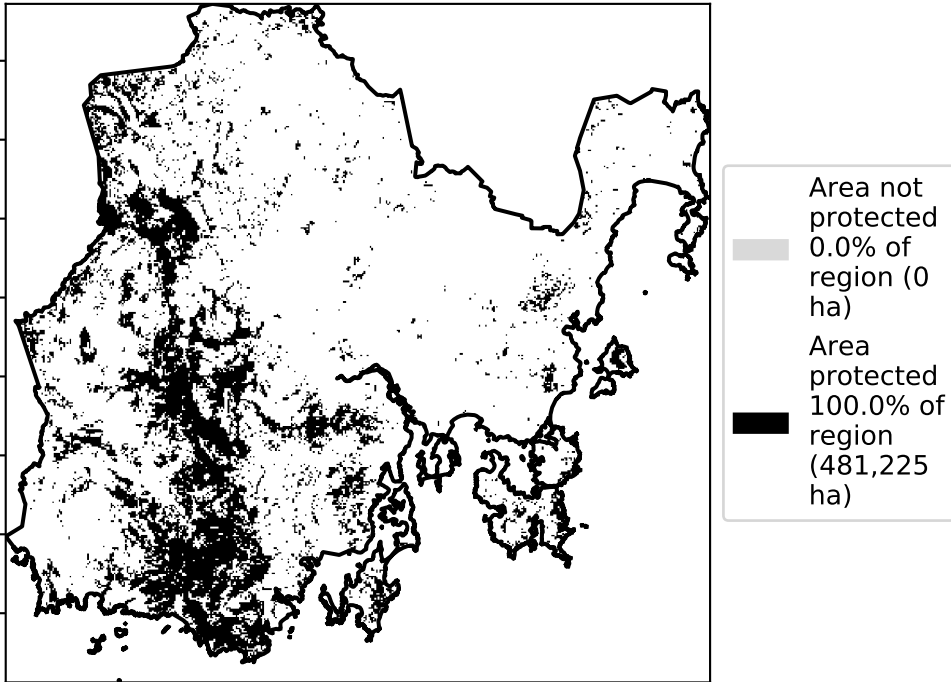 Area not
protected
0.0% of
region (0
ha)
Area
protected
100.0% of
region
(481,225
ha)